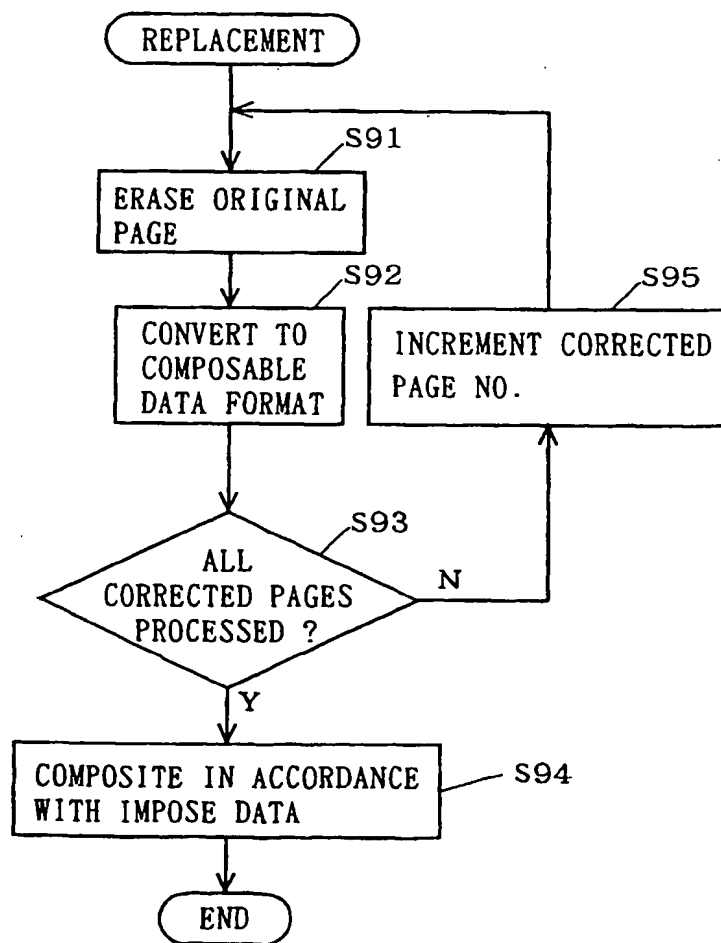 REPLACEMENT
S91
ERASE ORIGINAL
PAGE
S92
CONVERT TO
COMPOSABLE
DATA FORMAT
S95
INCREMENT CORRECTED
PAGE NO.
S93
ALL
CORRECTED PAGES
PROCESSED ?
N
Y
S94
COMPOSITE IN ACCORDANCE
WITH IMPOSE DATA
END